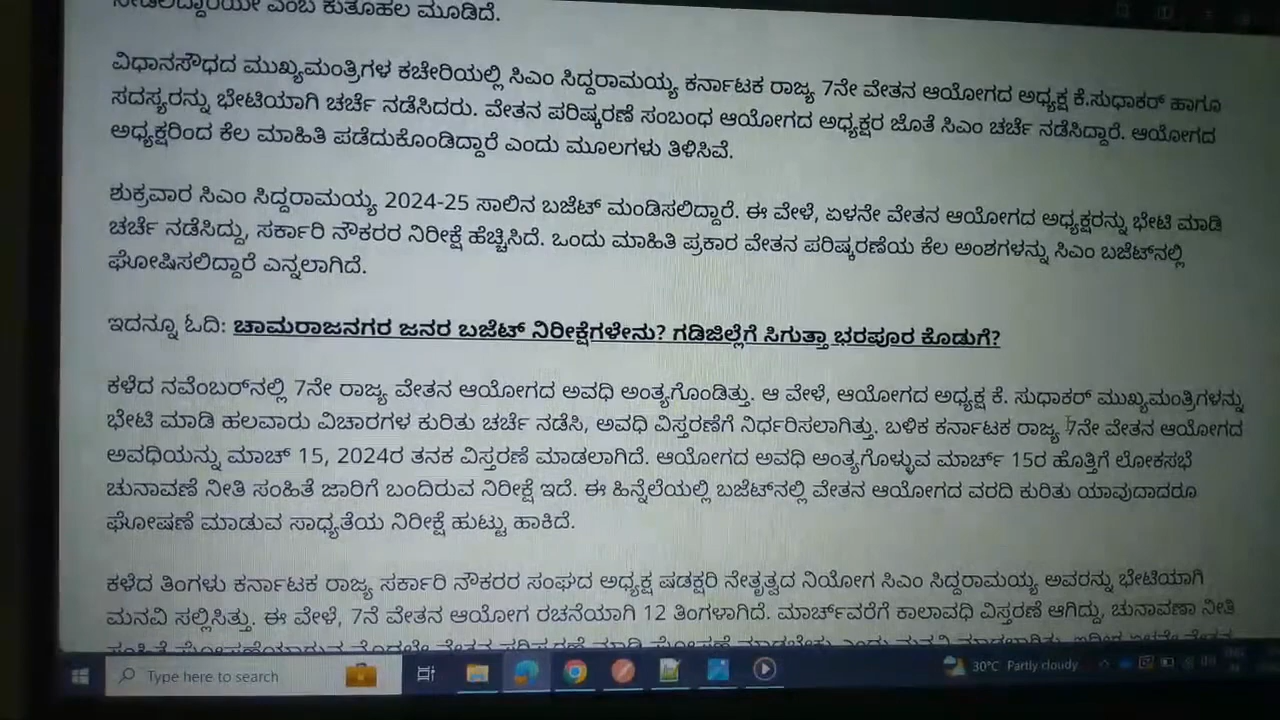 ಕುತೂಹಲ ಮೂಡಿದೆ.
ವಿಧಾನಸೌಧದ ಮುಖ್ಯಮಂತ್ರಿಗಳ ಕಚೇರಿಯಲ್ಲಿ ಸಿಎಂ ಸಿದ್ದರಾಮಯ್ಯ ಕರ್ನಾಟಕ ರಾಜ್ಯ 7ನೇ ವೇತನ ಆಯೋಗದ ಅಧ್ಯಕ್ಷ ಕೆ.ಸುಧಾಕರ್ ಹಾಗೂ
ಸದಸ್ಯರನ್ನು ಭೇಟಿಯಾಗಿ ಚರ್ಚೆ ನಡೆಸಿದರು. ವೇತನ ಪರಿಷ್ಕರಣೆ ಸಂಬಂಧ ಆಯೋಗದ ಅಧ್ಯಕ್ಷರ ಜೊತೆ ಸಿಎಂ ಚರ್ಚೆ ನಡೆಸಿದ್ದಾರೆ. ಆಯೋಗದ
ಅಧ್ಯಕ್ಷರಿಂದ ಕೆಲ ಮಾಹಿತಿ ಪಡೆದುಕೊಂಡಿದ್ದಾರೆ ಎಂದು ಮೂಲಗಳು ತಿಳಿಸಿವೆ.
ಶುಕ್ರವಾರ ಸಿಎಂ ಸಿದ್ದರಾಮಯ್ಯ 2024-25 ಸಾಲಿನ ಬಜೆಟ್ ಮಂಡಿಸಲಿದ್ದಾರೆ. ಈ ವೇಳೆ, ಏಳನೇ ವೇತನ ಆಯೋಗದ ಅಧ್ಯಕ್ಷರನ್ನು ಭೇಟಿ ಮಾಡಿ
ಚರ್ಚೆ ನಡೆಸಿದ್ದು, ಸರ್ಕಾರಿ ನೌಕರರ ನಿರೀಕ್ಷೆ ಹೆಚ್ಚಿಸಿದೆ. ಒಂದು ಮಾಹಿತಿ ಪ್ರಕಾರ ವೇತನ ಪರಿಷ್ಕರಣೆಯ ಕೆಲ ಅಂಶಗಳನ್ನು ಸಿಎಂ ಬಜೆಟ್‌ನಲ್ಲಿ
ಘೋಷಿಸಲಿದ್ದಾರೆ ಎನ್ನಲಾಗಿದೆ.
ಇದನ್ನೂ ಓದಿ: ಚಾಮರಾಜನಗರ ಜನರ ಬಜೆಟ್ ನಿರೀಕ್ಷೆಗಳೇನು? ಗಡಿಜಿಲ್ಲೆಗೆ ಸಿಗುತ್ತಾ ಭರಪೂರ ಕೊಡುಗೆ?
ಕಳೆದ ನವೆಂಬರ್‌ನಲ್ಲಿ 7ನೇ ರಾಜ್ಯ ವೇತನ ಆಯೋಗದ ಅವಧಿ ಅಂತ್ಯಗೊಂಡಿತ್ತು. ಆ ವೇಳೆ, ಆಯೋಗದ ಅಧ್ಯಕ್ಷ ಕೆ. ಸುಧಾಕರ್ ಮುಖ್ಯಮಂತ್ರಿಗಳನ್ನು
ಭೇಟಿ ಮಾಡಿ ಹಲವಾರು ವಿಚಾರಗಳ ಕುರಿತು ಚರ್ಚೆ ನಡೆಸಿ, ಅವಧಿ ವಿಸ್ತರಣೆಗೆ ನಿರ್ಧರಿಸಲಾಗಿತ್ತು. ಬಳಿಕ ಕರ್ನಾಟಕ ರಾಜ್ಯ 7ನೇ ವೇತನ ಆಯೋಗದ
ಅವಧಿಯನ್ನು ಮಾರ್ಚ್ 15, 2024ರ ತನಕ ವಿಸ್ತರಣೆ ಮಾಡಲಾಗಿದೆ. ಆಯೋಗದ ಅವಧಿ ಅಂತ್ಯಗೊಳ್ಳುವ ಮಾರ್ಚ್ 15ರ ಹೊತ್ತಿಗೆ ಲೋಕಸಭೆ
ಚುನಾವಣೆ ನೀತಿ ಸಂಹಿತೆ ಜಾರಿಗೆ ಬಂದಿರುವ ನಿರೀಕ್ಷೆ ಇದೆ. ಈ ಹಿನ್ನೆಲೆಯಲ್ಲಿ ಬಜೆಟ್‌ನಲ್ಲಿ ವೇತನ ಆಯೋಗದ ವರದಿ ಕುರಿತು ಯಾವುದಾದರೂ
ಘೋಷಣೆ ಮಾಡುವ ಸಾಧ್ಯತೆಯ ನಿರೀಕ್ಷೆ ಹುಟ್ಟು ಹಾಕಿದೆ.
ಕಳೆದ ತಿಂಗಳು ಕರ್ನಾಟಕ ರಾಜ್ಯ ಸರ್ಕಾರಿ ನೌಕರರ ಸಂಘದ ಅಧ್ಯಕ್ಷ ಷಡಕ್ಷರಿ ನೇತೃತ್ವದ ನಿಯೋಗ ಸಿಎಂ ಸಿದ್ದರಾಮಯ್ಯ ಅವರನ್ನು ಭೇಟಿಯಾಗಿ
ಮನವಿ ಸಲ್ಲಿಸಿತ್ತು. ಈ ವೇಳೆ, 7ನೆ ವೇತನ ಆಯೋಗ ರಚನೆಯಾಗಿ 12 ತಿಂಗಳಾಗಿದೆ. ಮಾರ್ಚ್‌ವರೆಗೆ ಕಾಲಾವಧಿ ವಿಸ್ತರಣೆ ಆಗಿದ್ದು, ಚುನಾವಣಾ ನೀತಿ
Type here to search
30°C Partly cloudy